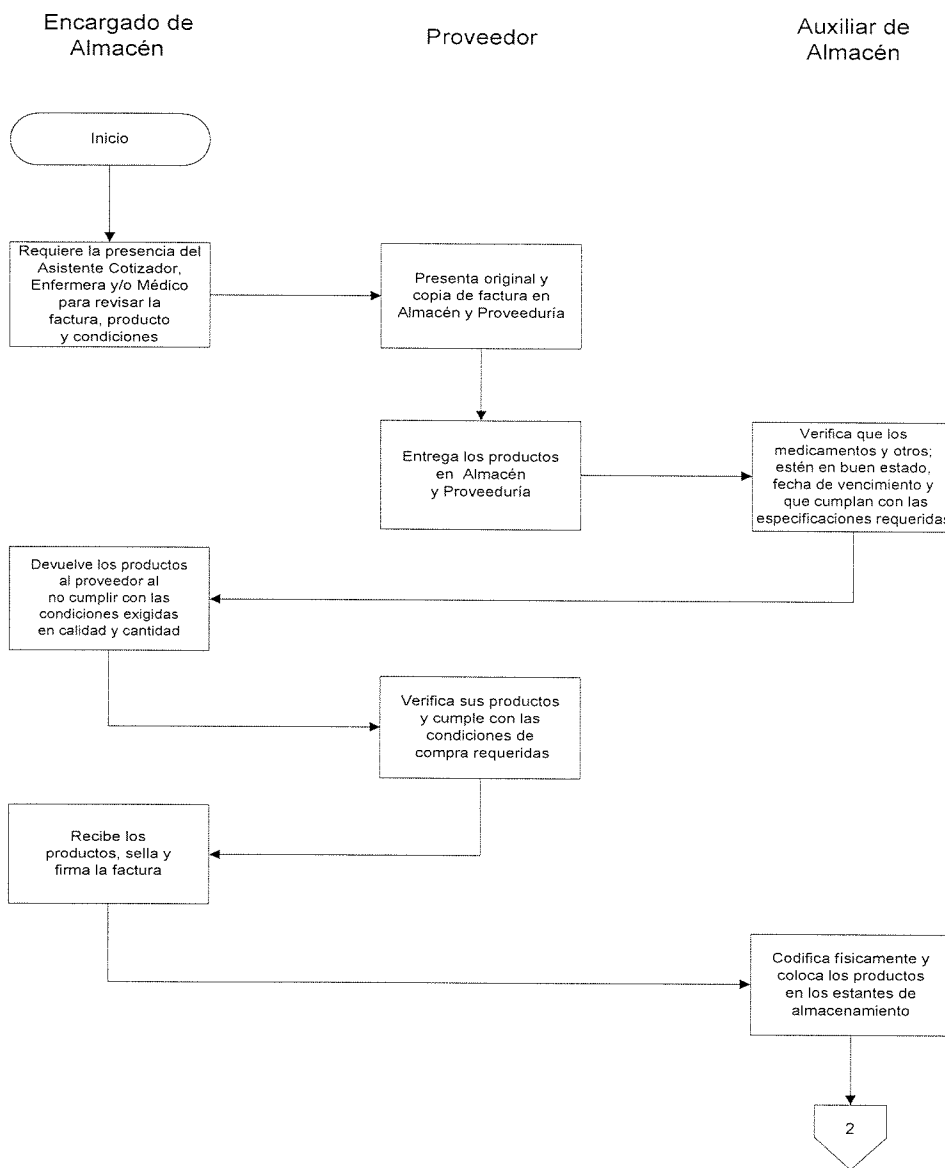 Encargado de
Almacén
Proveedor
Auxiliar de
Almacén
Inicio
Requiere la presencia del
Asistente Cotizador,
Enfermera y/o Médico
para revisar la
factura, producto
y condiciones
Presenta original y
copia de factura en
Almacén y Proveeduría
Entrega los productos
en Almacén
y Proveeduría
Verifica que los
medicamentos y otros;
estén en buen estado,
fecha de vencimiento y
que cumplan con las
especificaciones requeridas
Devuelve los productos
al proveedor al
no cumplir con las
condiciones exigidas
en calidad y cantidad
Verifica sus productos
y cumple con las
condiciones de
compra requeridas
Recibe los
productos, sella y
firma la factura
Codifica fisicamente y
coloca los productos
en los estantes de
almacenamiento
2